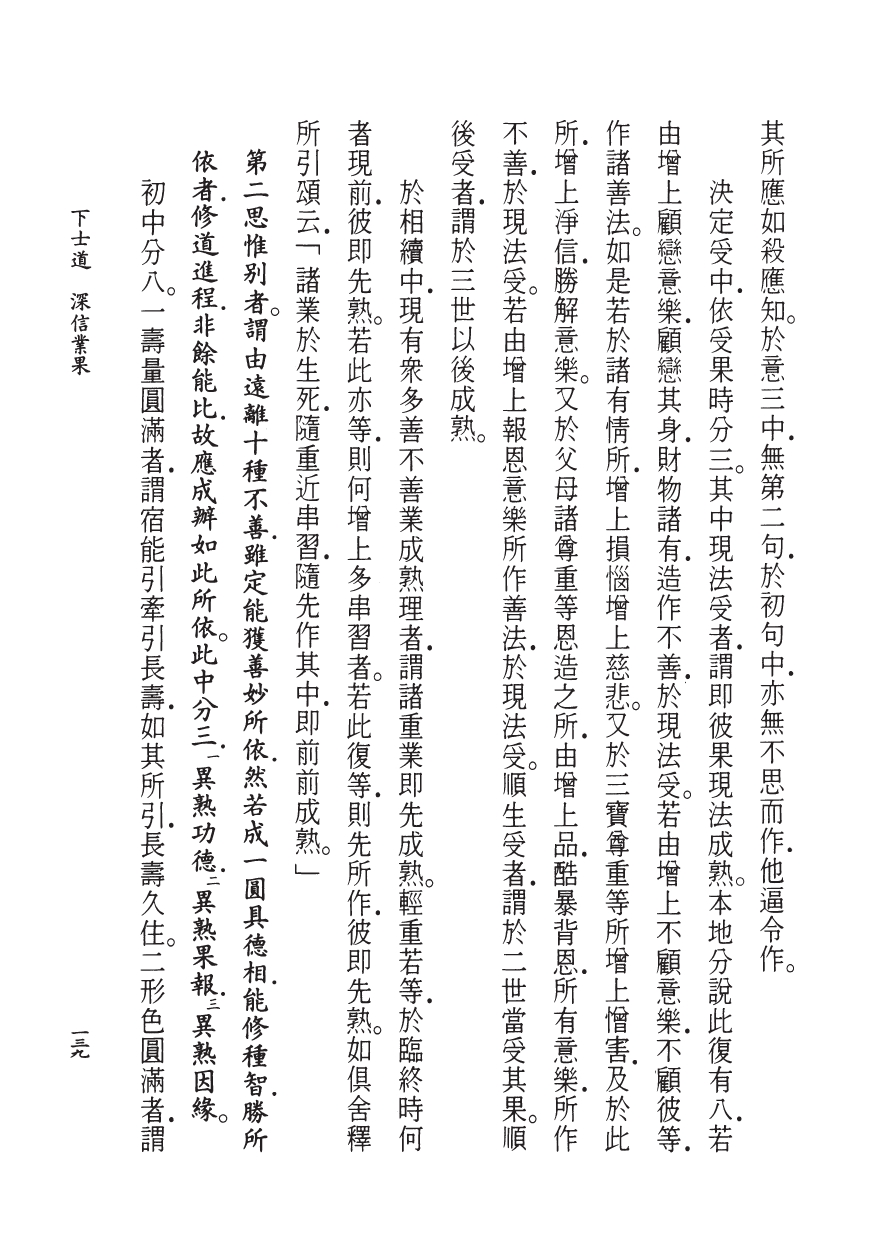 其所應如殺應知。於意三中．無第二句．於初句中．亦無不思而作．他逼令作。
決定受中．依受果時分三。其中現法受者．謂即彼果現法成熟。本地分說此復有八．若
由增上顧戀意樂．顧戀其身．財物諸有．造作不善．於現法受。若由增上不顧意樂．不顧彼等．
作諸善法。如是若於諸有情所．增上損惱增上慈悲。又於三寶尊重等所增上憎害．及於此
所．增上淨信．勝解意樂。又於父母諸尊重等恩造之所．由增上品．酷暴背恩．所有意樂．所作
不善．於現法受。若由增上報恩意樂所作善法．於現法受。順生受者．謂於二世當受其果。順
後受者．謂於三世以後成熟。
於相續中．現有衆多善不善業成熟理者．謂諸重業即先成熟。輕重若等．於臨終時何
者現前．彼即先熟。若此亦等．則何增上多串習者。若此復等．則先所作．彼即先熟。如俱舍釋
所引頌云．「諸業於生死．隨重近串習．隨先作其中．即前前成熟。」
第二思惟別者。謂由遠離十種不善．雖定能獲善妙所依．然若成一圓具德相．能修種智．勝所
依者．修道進程．非餘能比．故應成辦如此所依。此中分三．一異熟功德．二異熟果報．三異熟因緣。
初中分八。一壽量圓滿者．謂宿能引牽引長壽．如其所引．長壽久住。二形色圓滿者．謂
下士道　深信業果
一三九